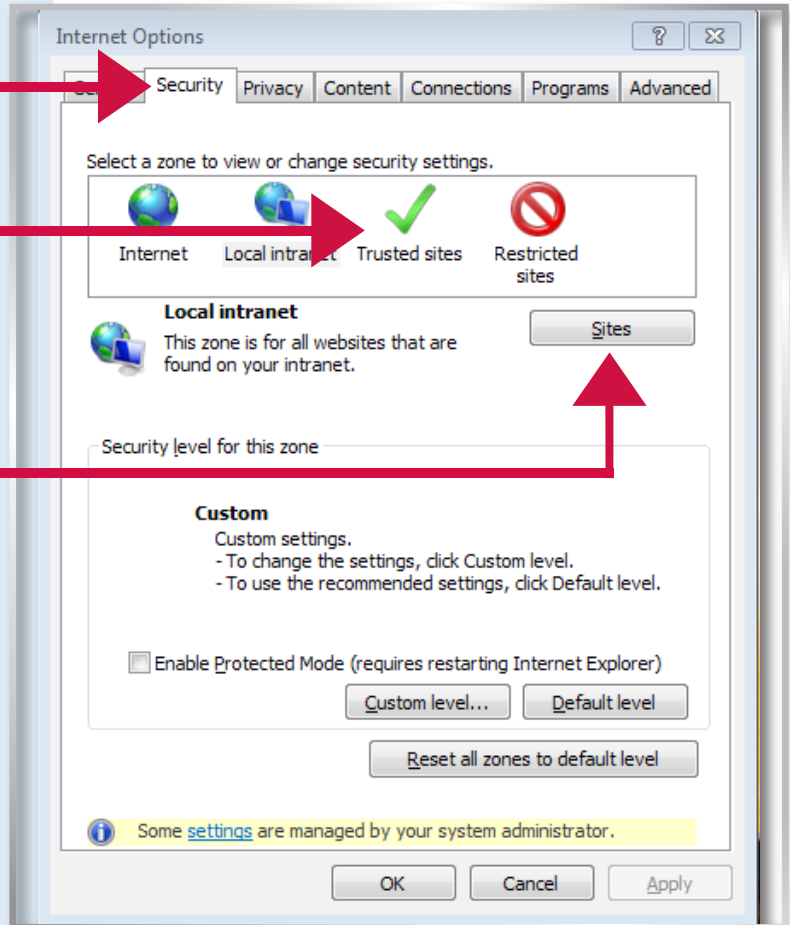 Internet Options
Security Privacy Content Connections Programs Advanced
Select a zone to view or change security settings.
Internet Local intranet Trusted sites Restricted
sites
Local intranet
Sites
This zone is for all websites that are
found on your intranet.
Security level for this zone
Custom
Custom settings.
- To change the settings, click Custom level.
- To use the recommended settings, click Default level.
Enable Protected Mode (requires restarting Internet Explorer)
Custom level... Default level
Reset all zones to default level
Some settings are managed by your system administrator.
OK Cancel Apply